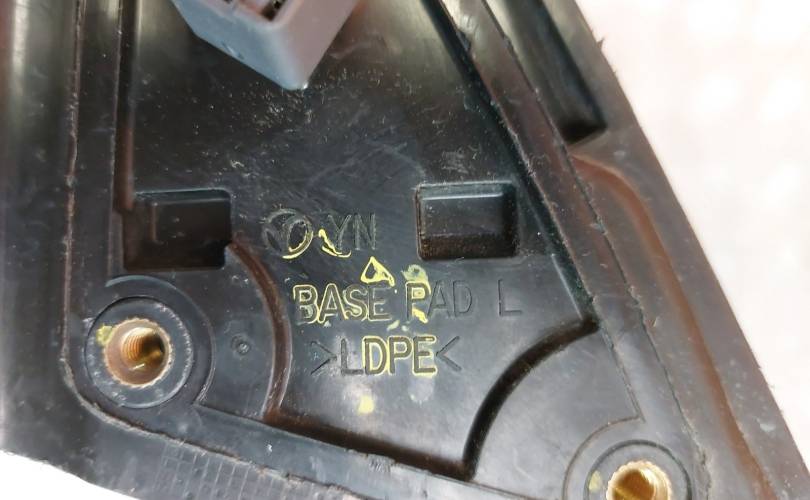 YN
BASE PAD L
>LDPE<